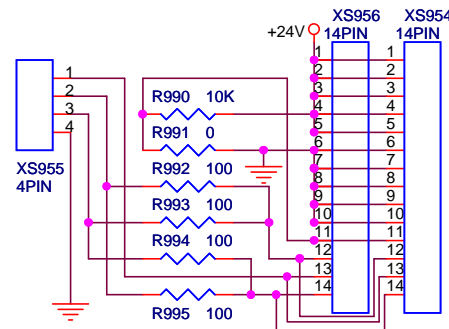 XS956 XS954
+24V 14PIN 14PIN
1 1
2 2
3 3
4 4
5 5
6 6
7 7
8 8
9 9
10 10
11 11
12 12
13 13
14 14
1
2
3
4
XS955
4PIN
R990 10K
R991 0
R992 100
R993 100
R994 100
R995 100